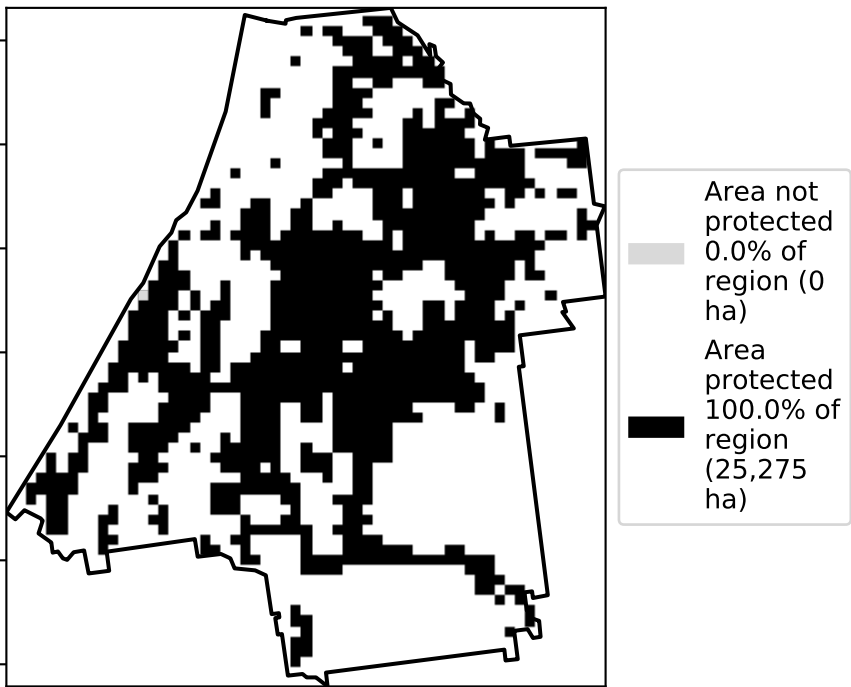 Area not
protected
0.0% of
region (0
ha)
Area
protected
100.0% of
region
(25,275
ha)